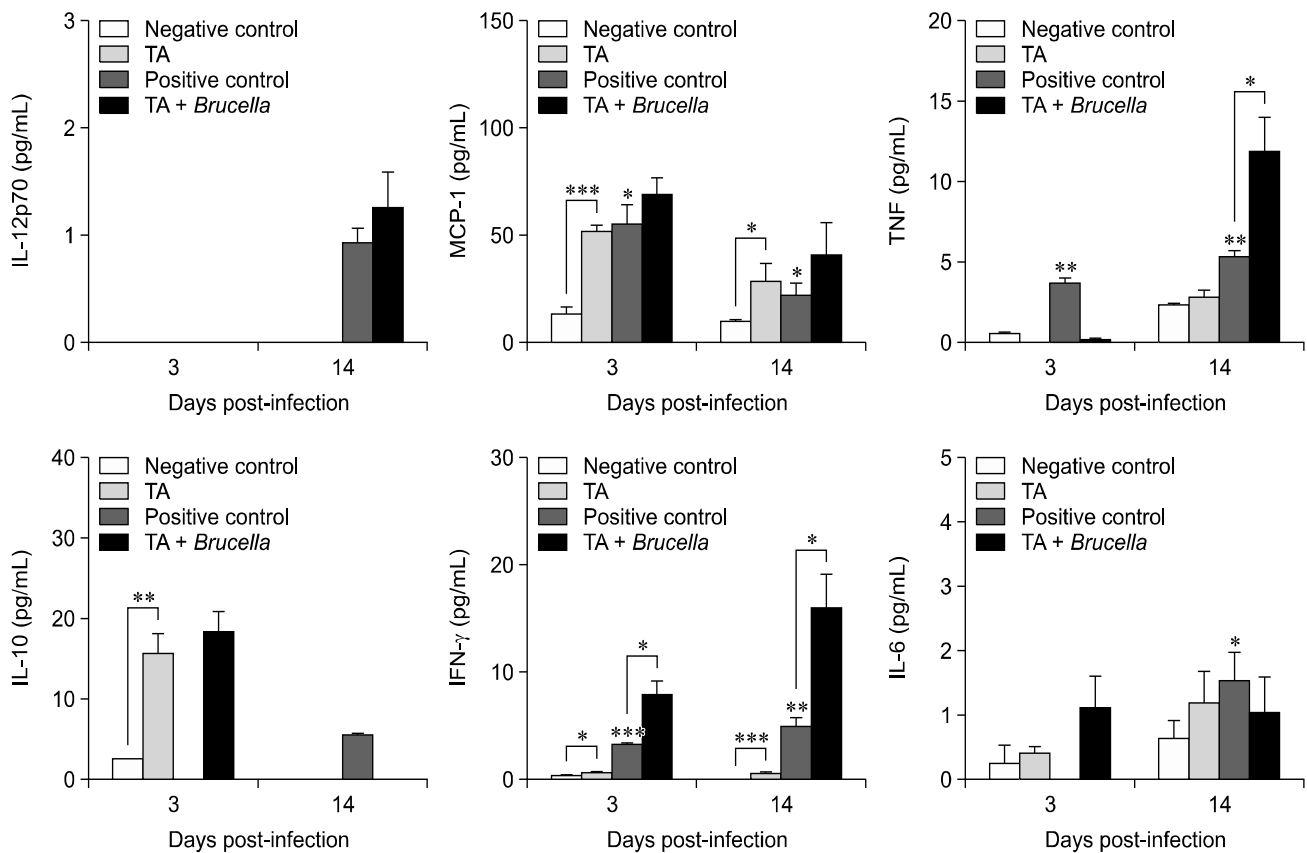 IL-12p70 (pg/mL)
3
2
1
0
Negative control
TA
Positive control
TA + Brucella
3
14
Days post-infection
MCP-1 (pg/mL)
150
100
50
0
Negative control
TA
Positive control
TA + Brucella
***
*
*
*
3
14
Days post-infection
TNF (pg/mL)
20
15
10
5
0
Negative control
TA
Positive control
TA + Brucella
*
**
**
3
14
Days post-infection
IL-10 (pg/mL)
40
30
20
10
0
Negative control
TA
Positive control
TA + Brucella
**
3
14
Days post-infection
IFN-γ (pg/mL)
30
20
10
0
Negative control
TA
Positive control
TA + Brucella
*
*
*
***
***
**
3
14
Days post-infection
IL-6 (pg/mL)
5
4
3
2
1
0
Negative control
TA
Positive control
TA + Brucella
*
3
14
Days post-infection